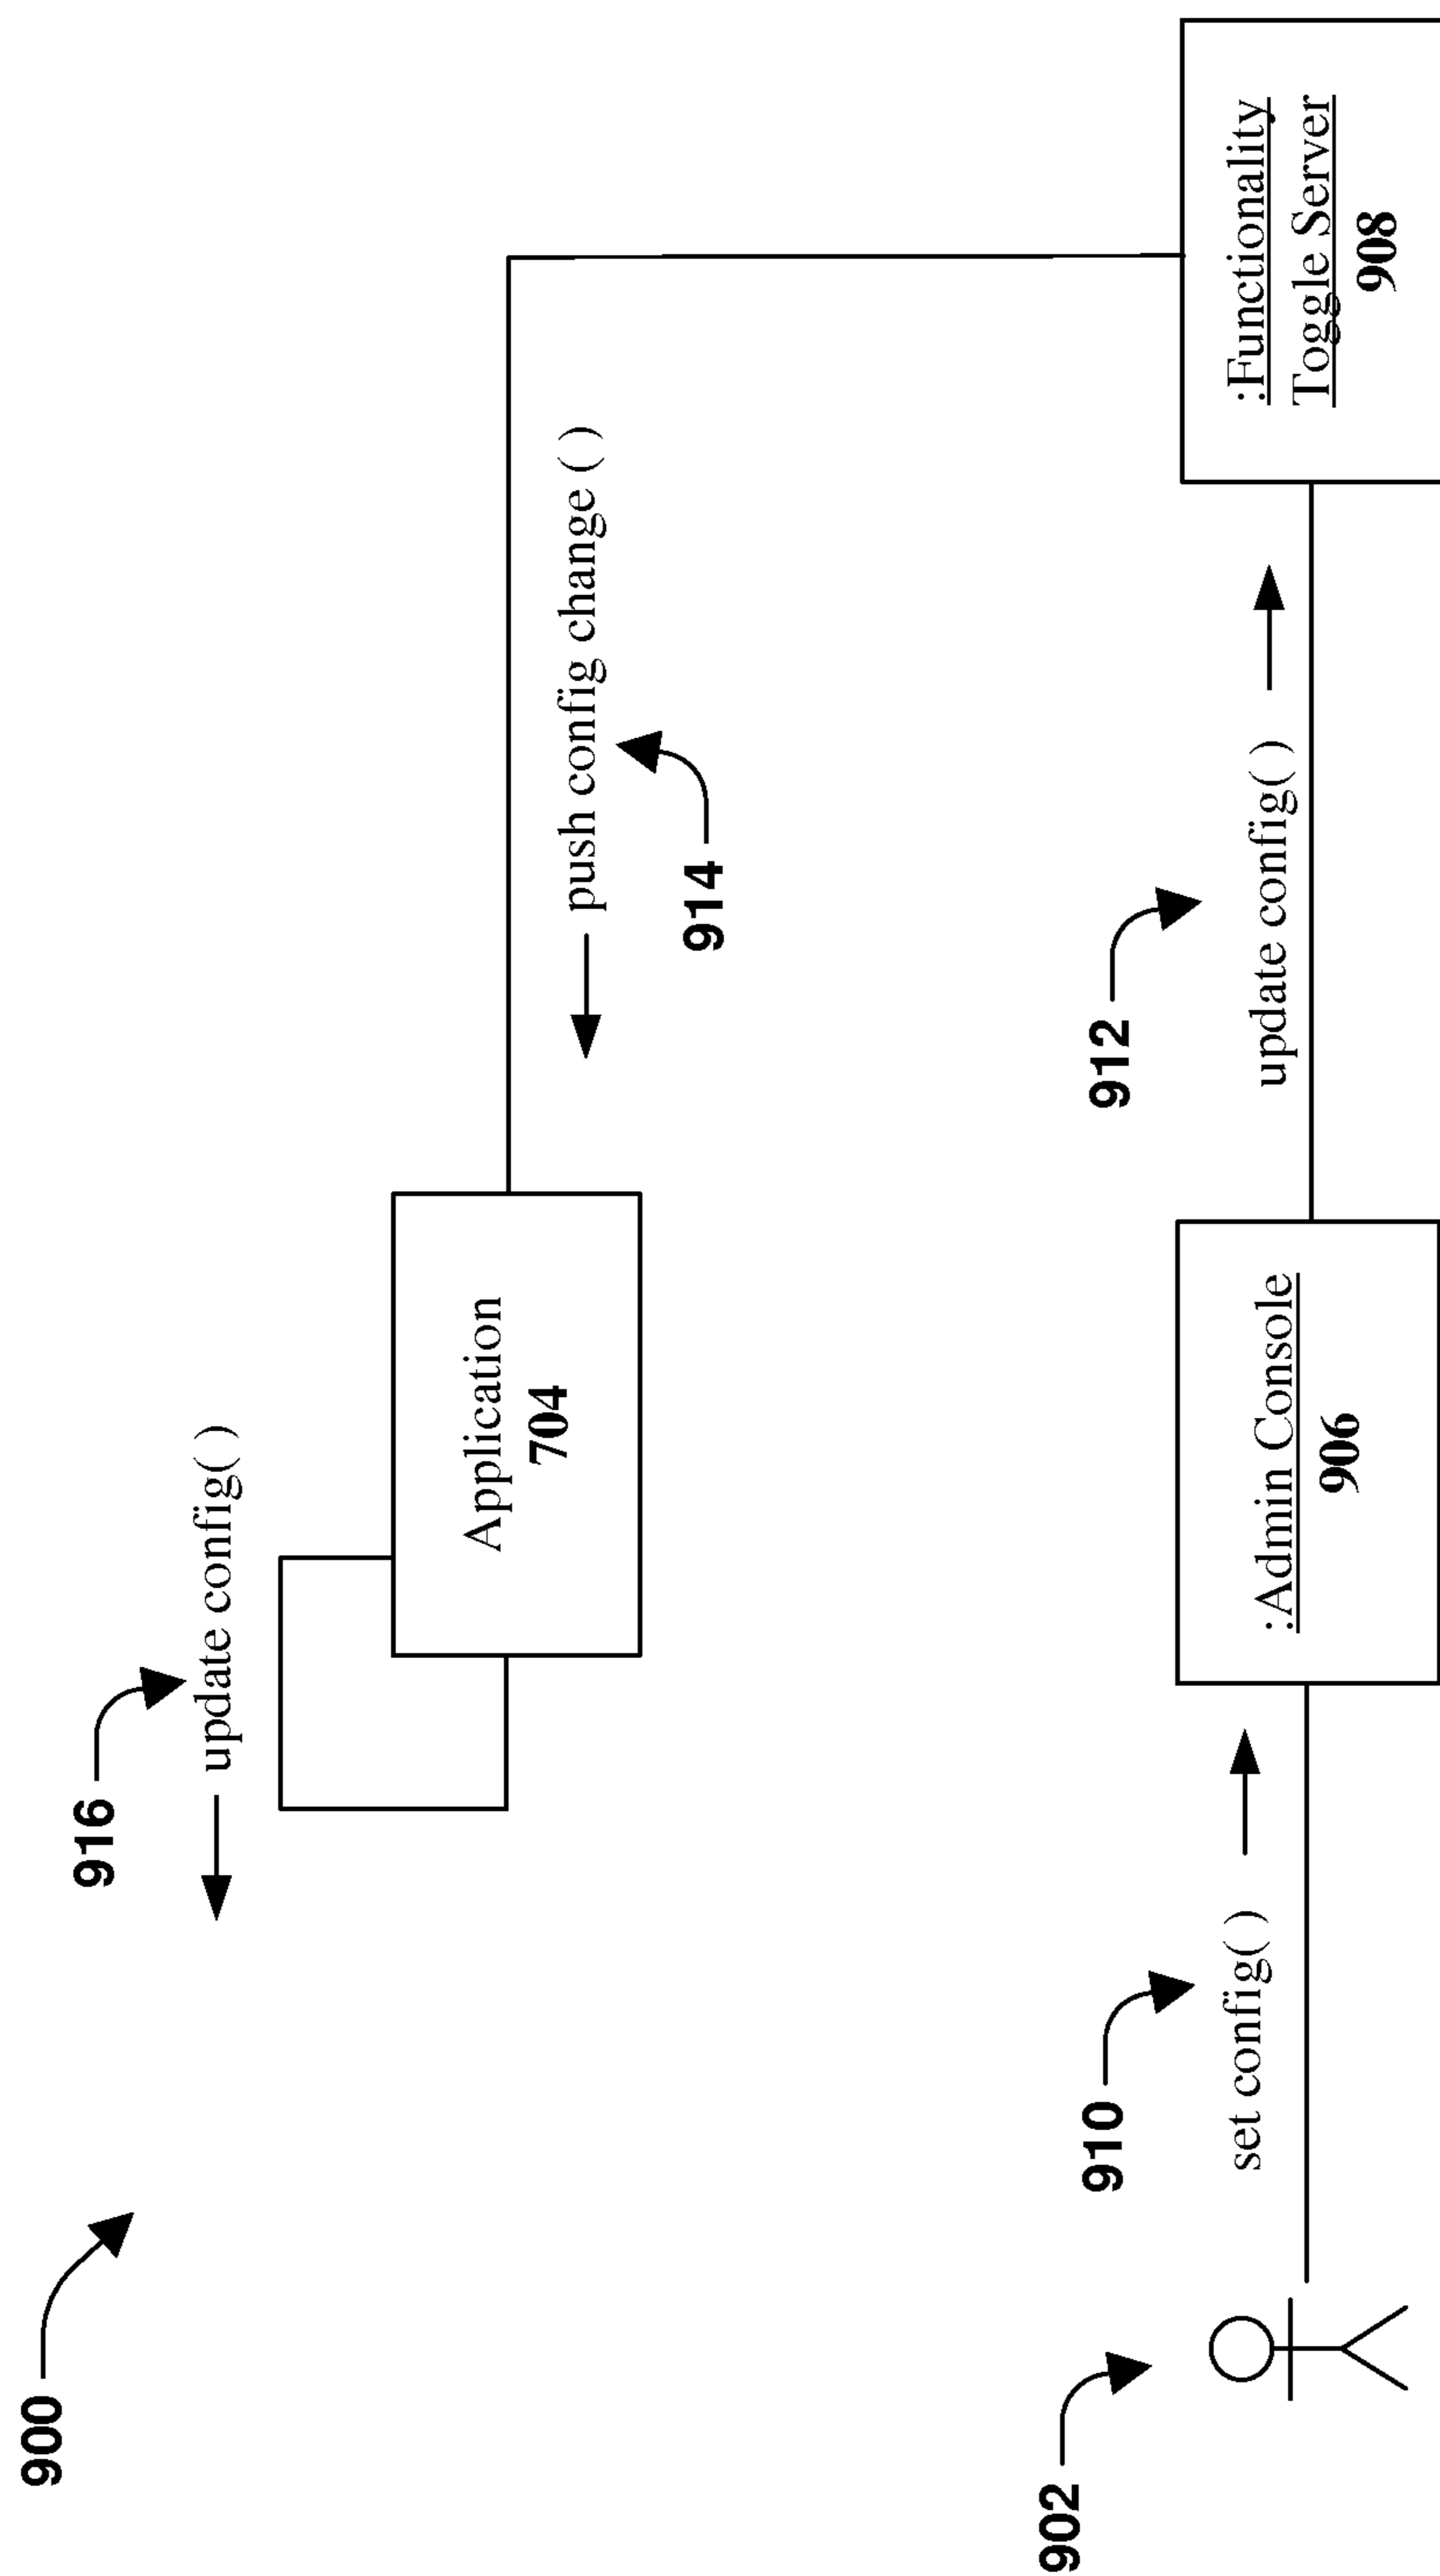 900
916
update config( )
Application
704
push config change ( )
914
902
910
set config( )
:Admin Console
906
912
update config( )
:Functionality
Toggle Server
908